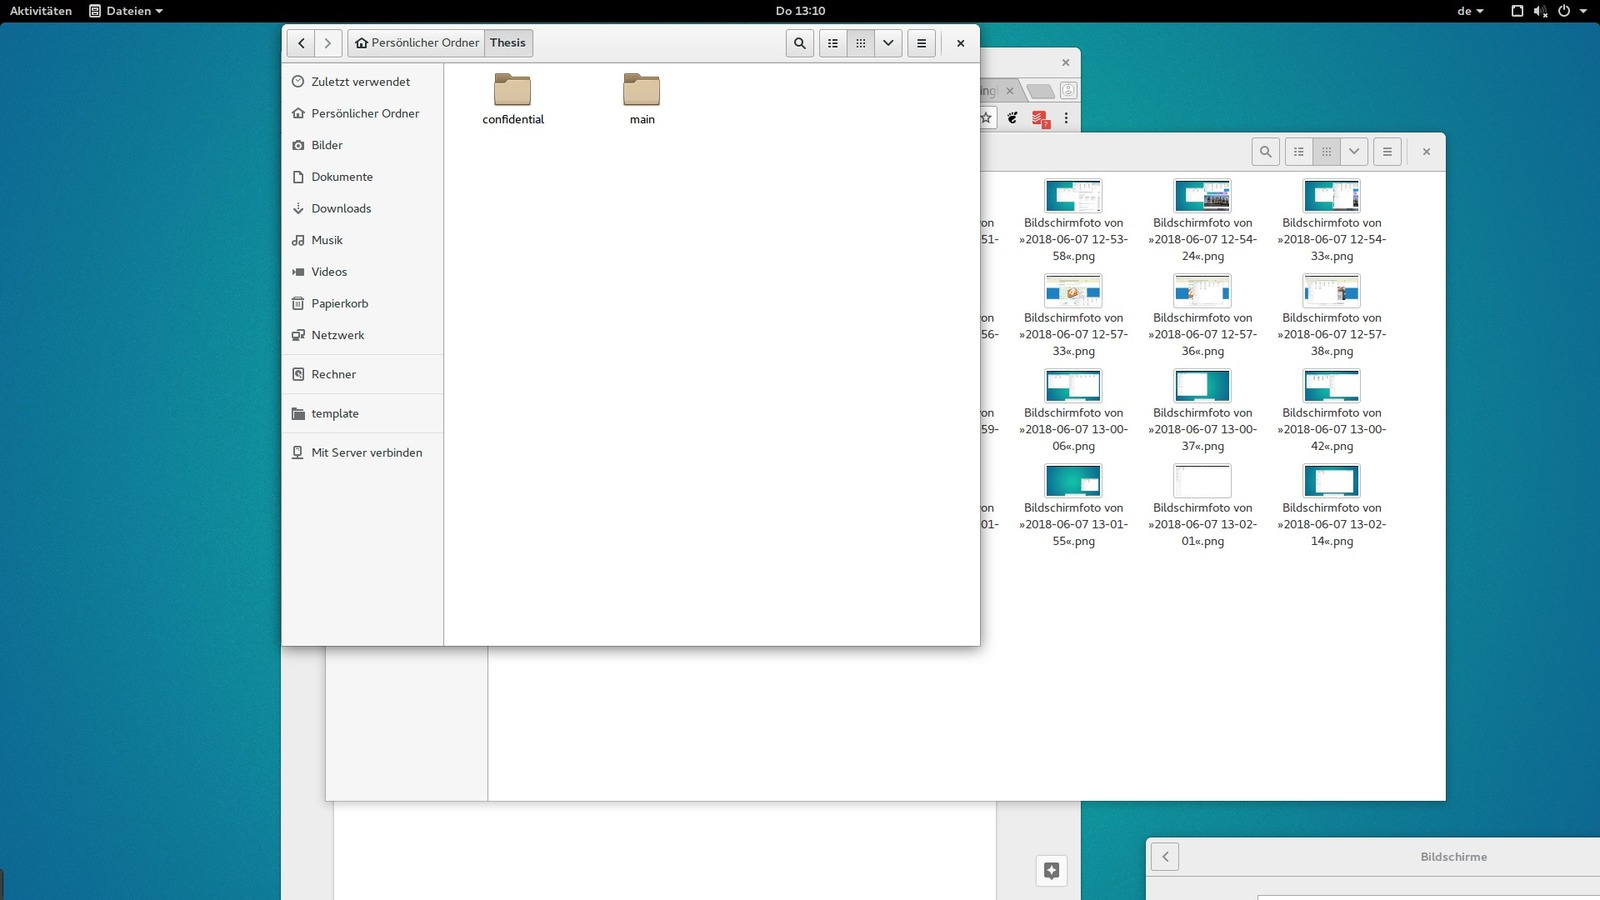 Aktivitäten
Dateien
Do 13:10
de
Persönlicher Ordner
Thesis
Zuletzt verwendet
Persönlicher Ordner
Bilder
Dokumente
Downloads
Musik
Videos
Papierkorb
Netzwerk
Rechner
template
Mit Server verbinden
confidential
main
ing
7
on
51-
Bildschirmfoto von
»2018-06-07 12-53-
58«.png
Bildschirmfoto von
»2018-06-07 12-54-
24«.png
Bildschirmfoto von
»2018-06-07 12-54-
33«.png
on
56-
Bildschirmfoto von
»2018-06-07 12-57-
33«.png
Bildschirmfoto von
»2018-06-07 12-57-
36«.png
Bildschirmfoto von
»2018-06-07 12-57-
38«.png
on
59-
Bildschirmfoto von
»2018-06-07 13-00-
06«.png
Bildschirmfoto von
»2018-06-07 13-00-
37«.png
Bildschirmfoto von
»2018-06-07 13-00-
42«.png
on
01-
Bildschirmfoto von
»2018-06-07 13-01-
55«.png
Bildschirmfoto von
»2018-06-07 13-02-
01«.png
Bildschirmfoto von
»2018-06-07 13-02-
14«.png
Bildschirme